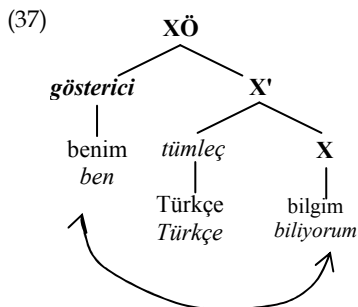 (37)
XÖ
gösterici X'
benim tümleç X
ben
Türkçe bilgim
Türkçe biliyorum